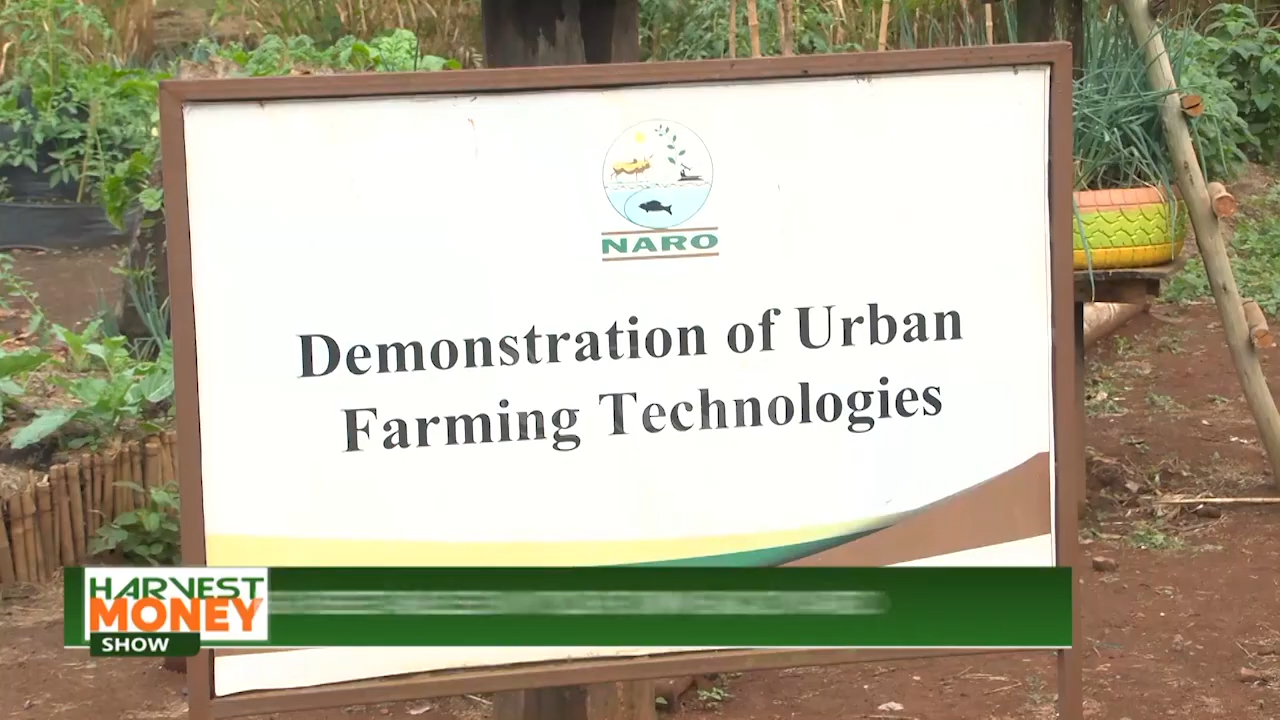 NARO
Demonstration of Urban
Farming Technologies
HARVEST
MONEY
SHOW